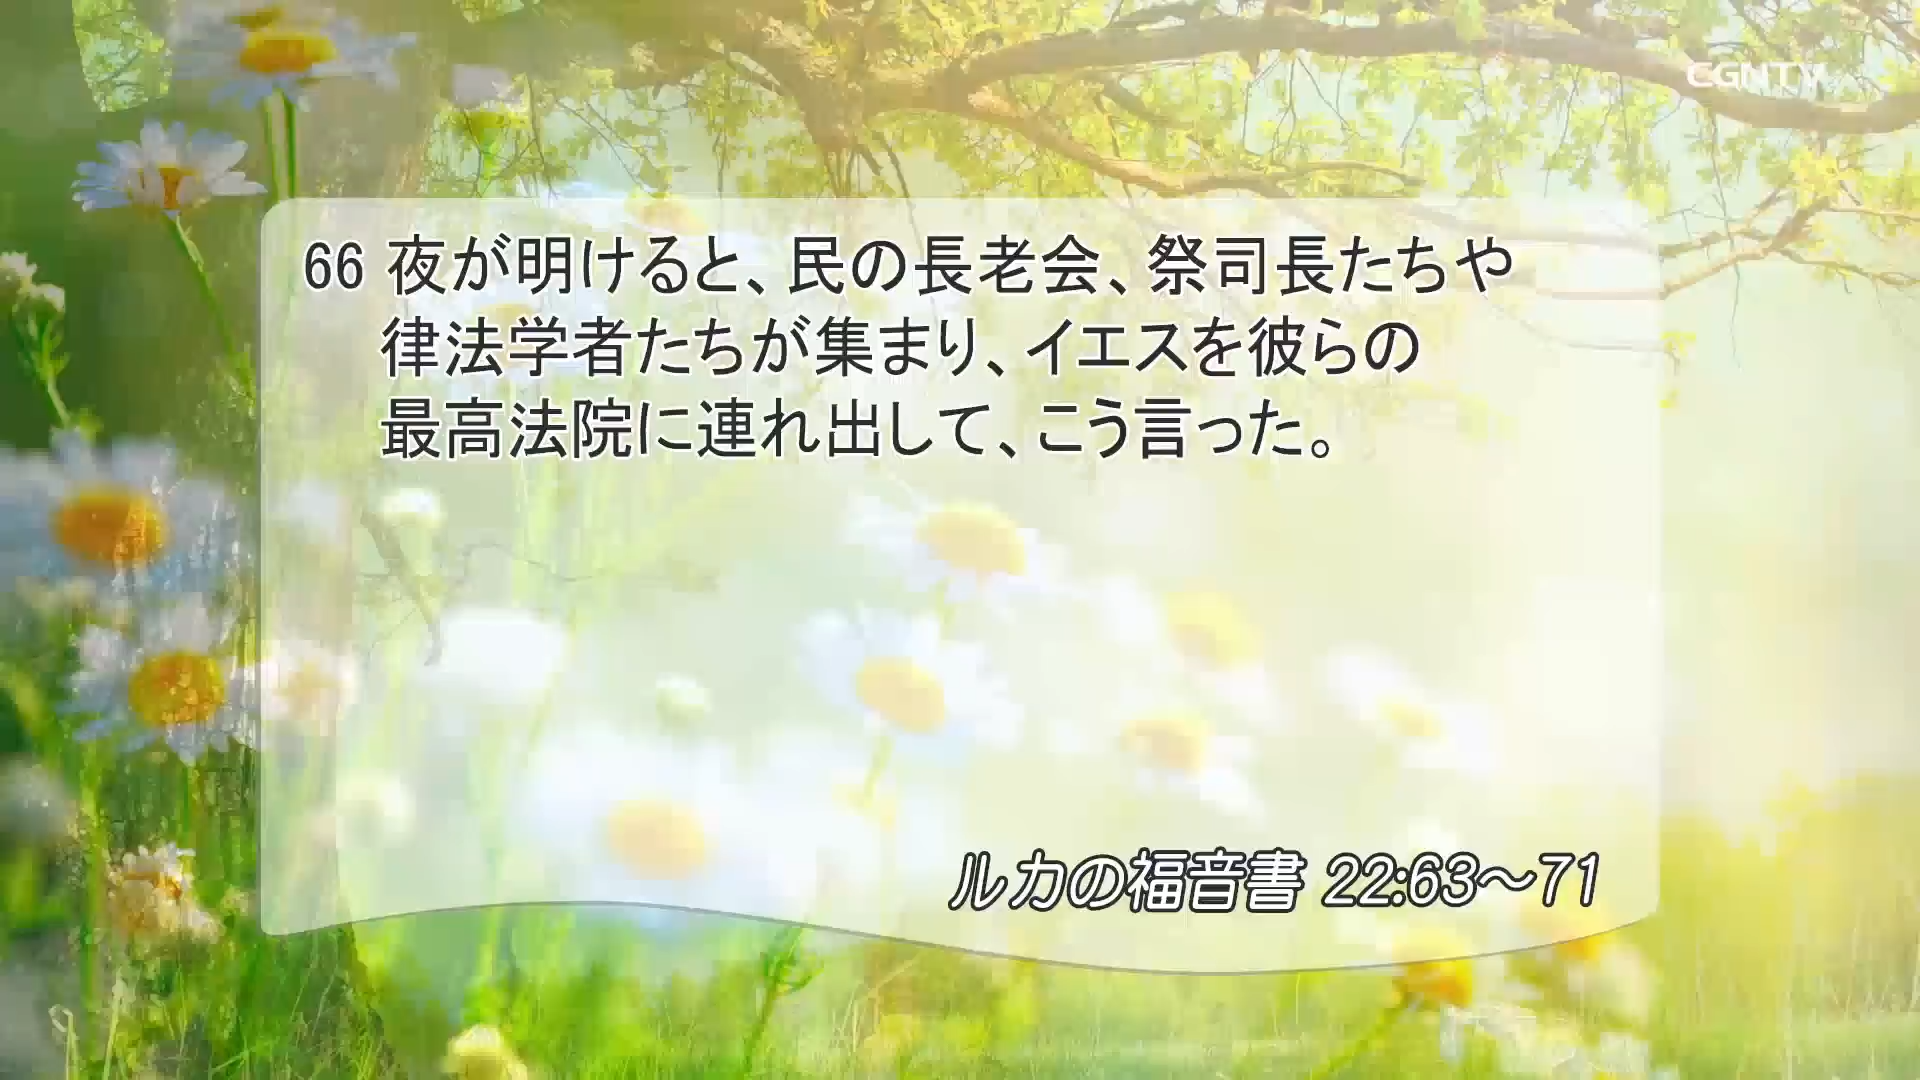 CGNTV
66 夜が明けると、民の長老会、祭司長たちや
律法学者たちが集まり、イエスを彼らの
最高法院に連れ出して、こう言った。
ルカの福音書 22:63～71